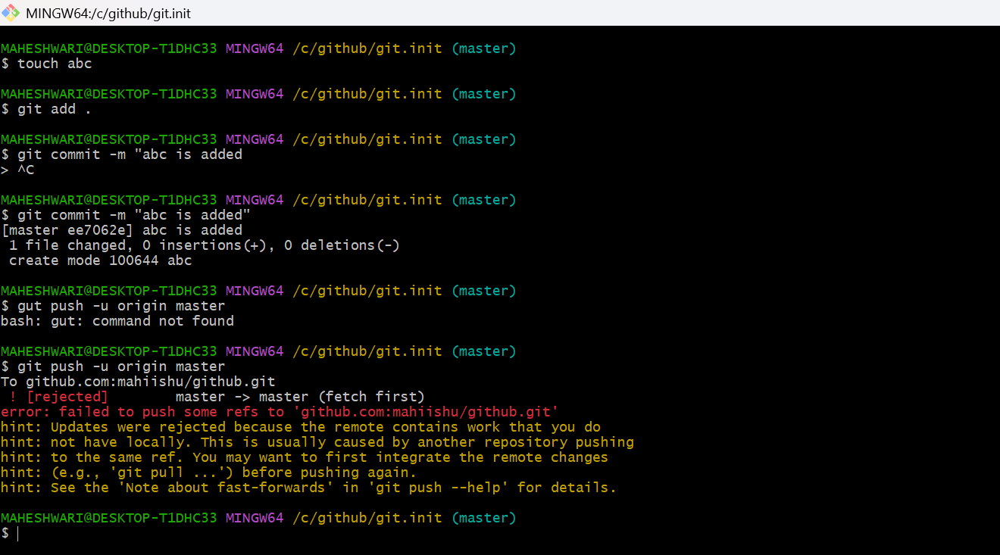 MINGW64:/c/github/git.init
MAHESHWARI@DESKTOP-T1DHC33 MINGW64 /c/github/git.init (master)
$ touch abc
MAHESHWARI@DESKTOP-T1DHC33 MINGW64 /c/github/git.init (master)
$ git add .
MAHESHWARI@DESKTOP-T1DHC33 MINGW64 /c/github/git.init (master)
$ git commit -m "abc is added
> ^C
MAHESHWARI@DESKTOP-T1DHC33 MINGW64 /c/github/git.init (master)
$ git commit -m "abc is added"
[master ee7062e] abc is added
 1 file changed, 0 insertions(+), 0 deletions(-)
 create mode 100644 abc
MAHESHWARI@DESKTOP-T1DHC33 MINGW64 /c/github/git.init (master)
$ gut push -u origin master
bash: gut: command not found
MAHESHWARI@DESKTOP-T1DHC33 MINGW64 /c/github/git.init (master)
$ git push -u origin master
To github.com:mahiishu/github.git
 ! [rejected]        master -> master (fetch first)
error: failed to push some refs to 'github.com:mahiishu/github.git'
hint: Updates were rejected because the remote contains work that you do
hint: not have locally. This is usually caused by another repository pushing
hint: to the same ref. You may want to first integrate the remote changes
hint: (e.g., 'git pull ...') before pushing again.
hint: See the 'Note about fast-forwards' in 'git push --help' for details.
MAHESHWARI@DESKTOP-T1DHC33 MINGW64 /c/github/git.init (master)
$